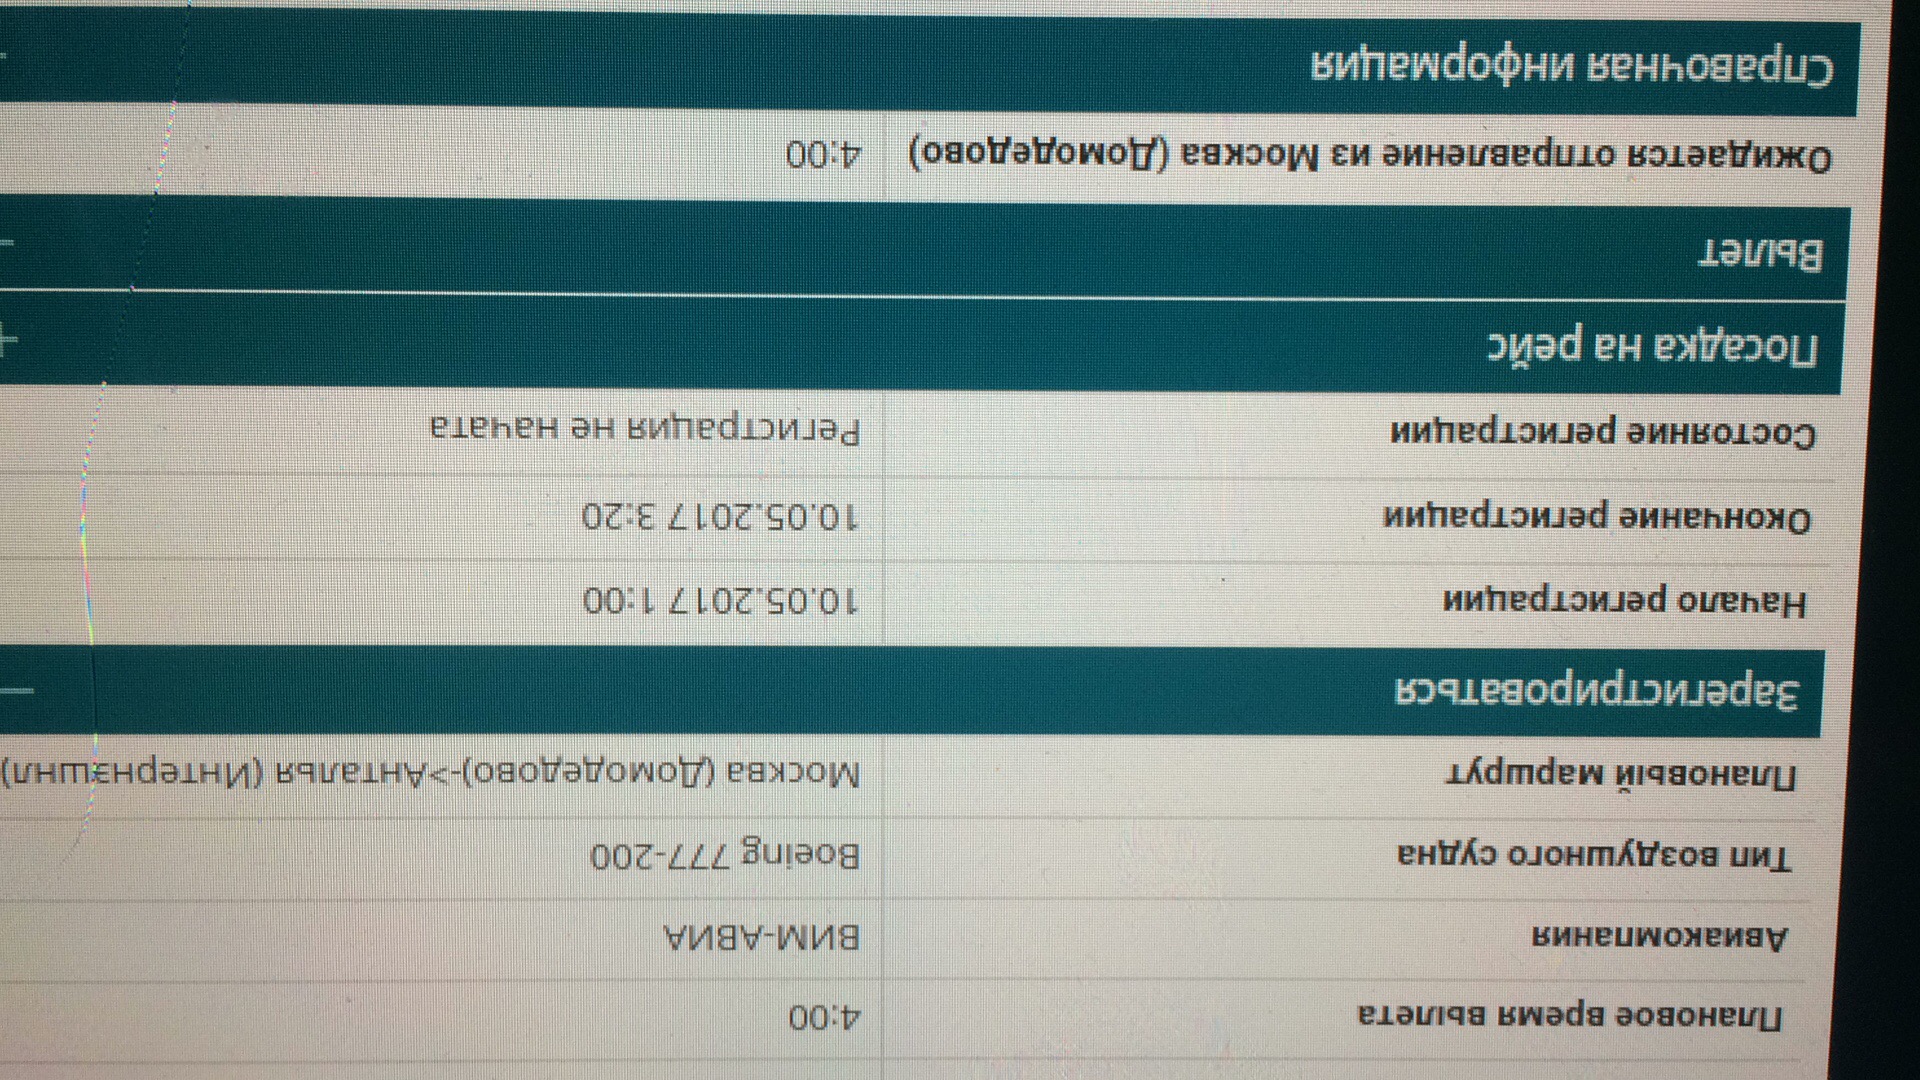 Плановое время вылета 4:00
Авиакомпания ВИМ-АВИА
Тип воздушного судна Boeing 777-200
Плановый маршрут Москва (Домодедово)->Анталья (Интернэшнл)
Зарегистрироваться
Начало регистрации 10.05.2017 1:00
Окончание регистрации 10.05.2017 3:20
Состояние регистрации Регистрация не начата
Посадка на рейс
Вылет
Ожидается отправление из Москва (Домодедово) 4:00
Справочная информация